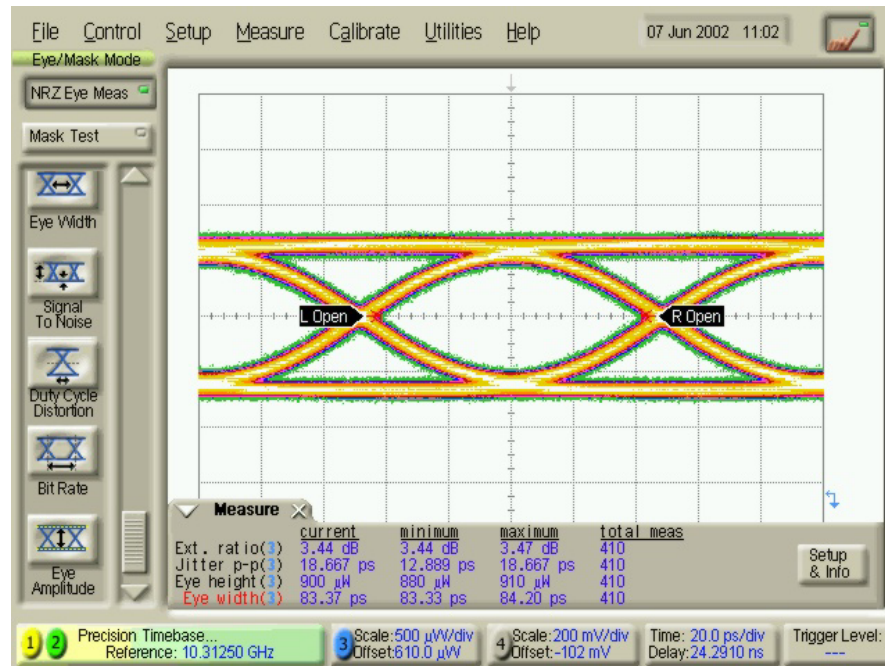 File Control Setup Measure Calibrate Utilities Help 07 Jun 2002 11:02
Eye/Mask Mode
NRZ Eye Meas
Mask Test
Eye Width
Signal
To Noise
Duty Cycle
Distortion
Bit Rate
Eye
Amplitude
L Open R Open
Measure
current minimum maximum total meas
Ext. ratio(3) 3.44 dB 3.44 dB 3.47 dB 410
Jitter p-p(3) 18.667 ps 12.889 ps 18.667 ps 410
Eye height(3) 900 µW 880 µW 910 µW 410
Eye width(3) 83.37 ps 83.33 ps 84.20 ps 410
Setup
& Info
1 2 Precision Timebase...
Reference: 10.31250 GHz
3 Scale:500 µW/div
Offset:610.0 µW
4 Scale:200 mV/div
Offset:-102 mV
Time: 20.0 ps/div
Delay:24.2910 ns
Trigger Level:
---